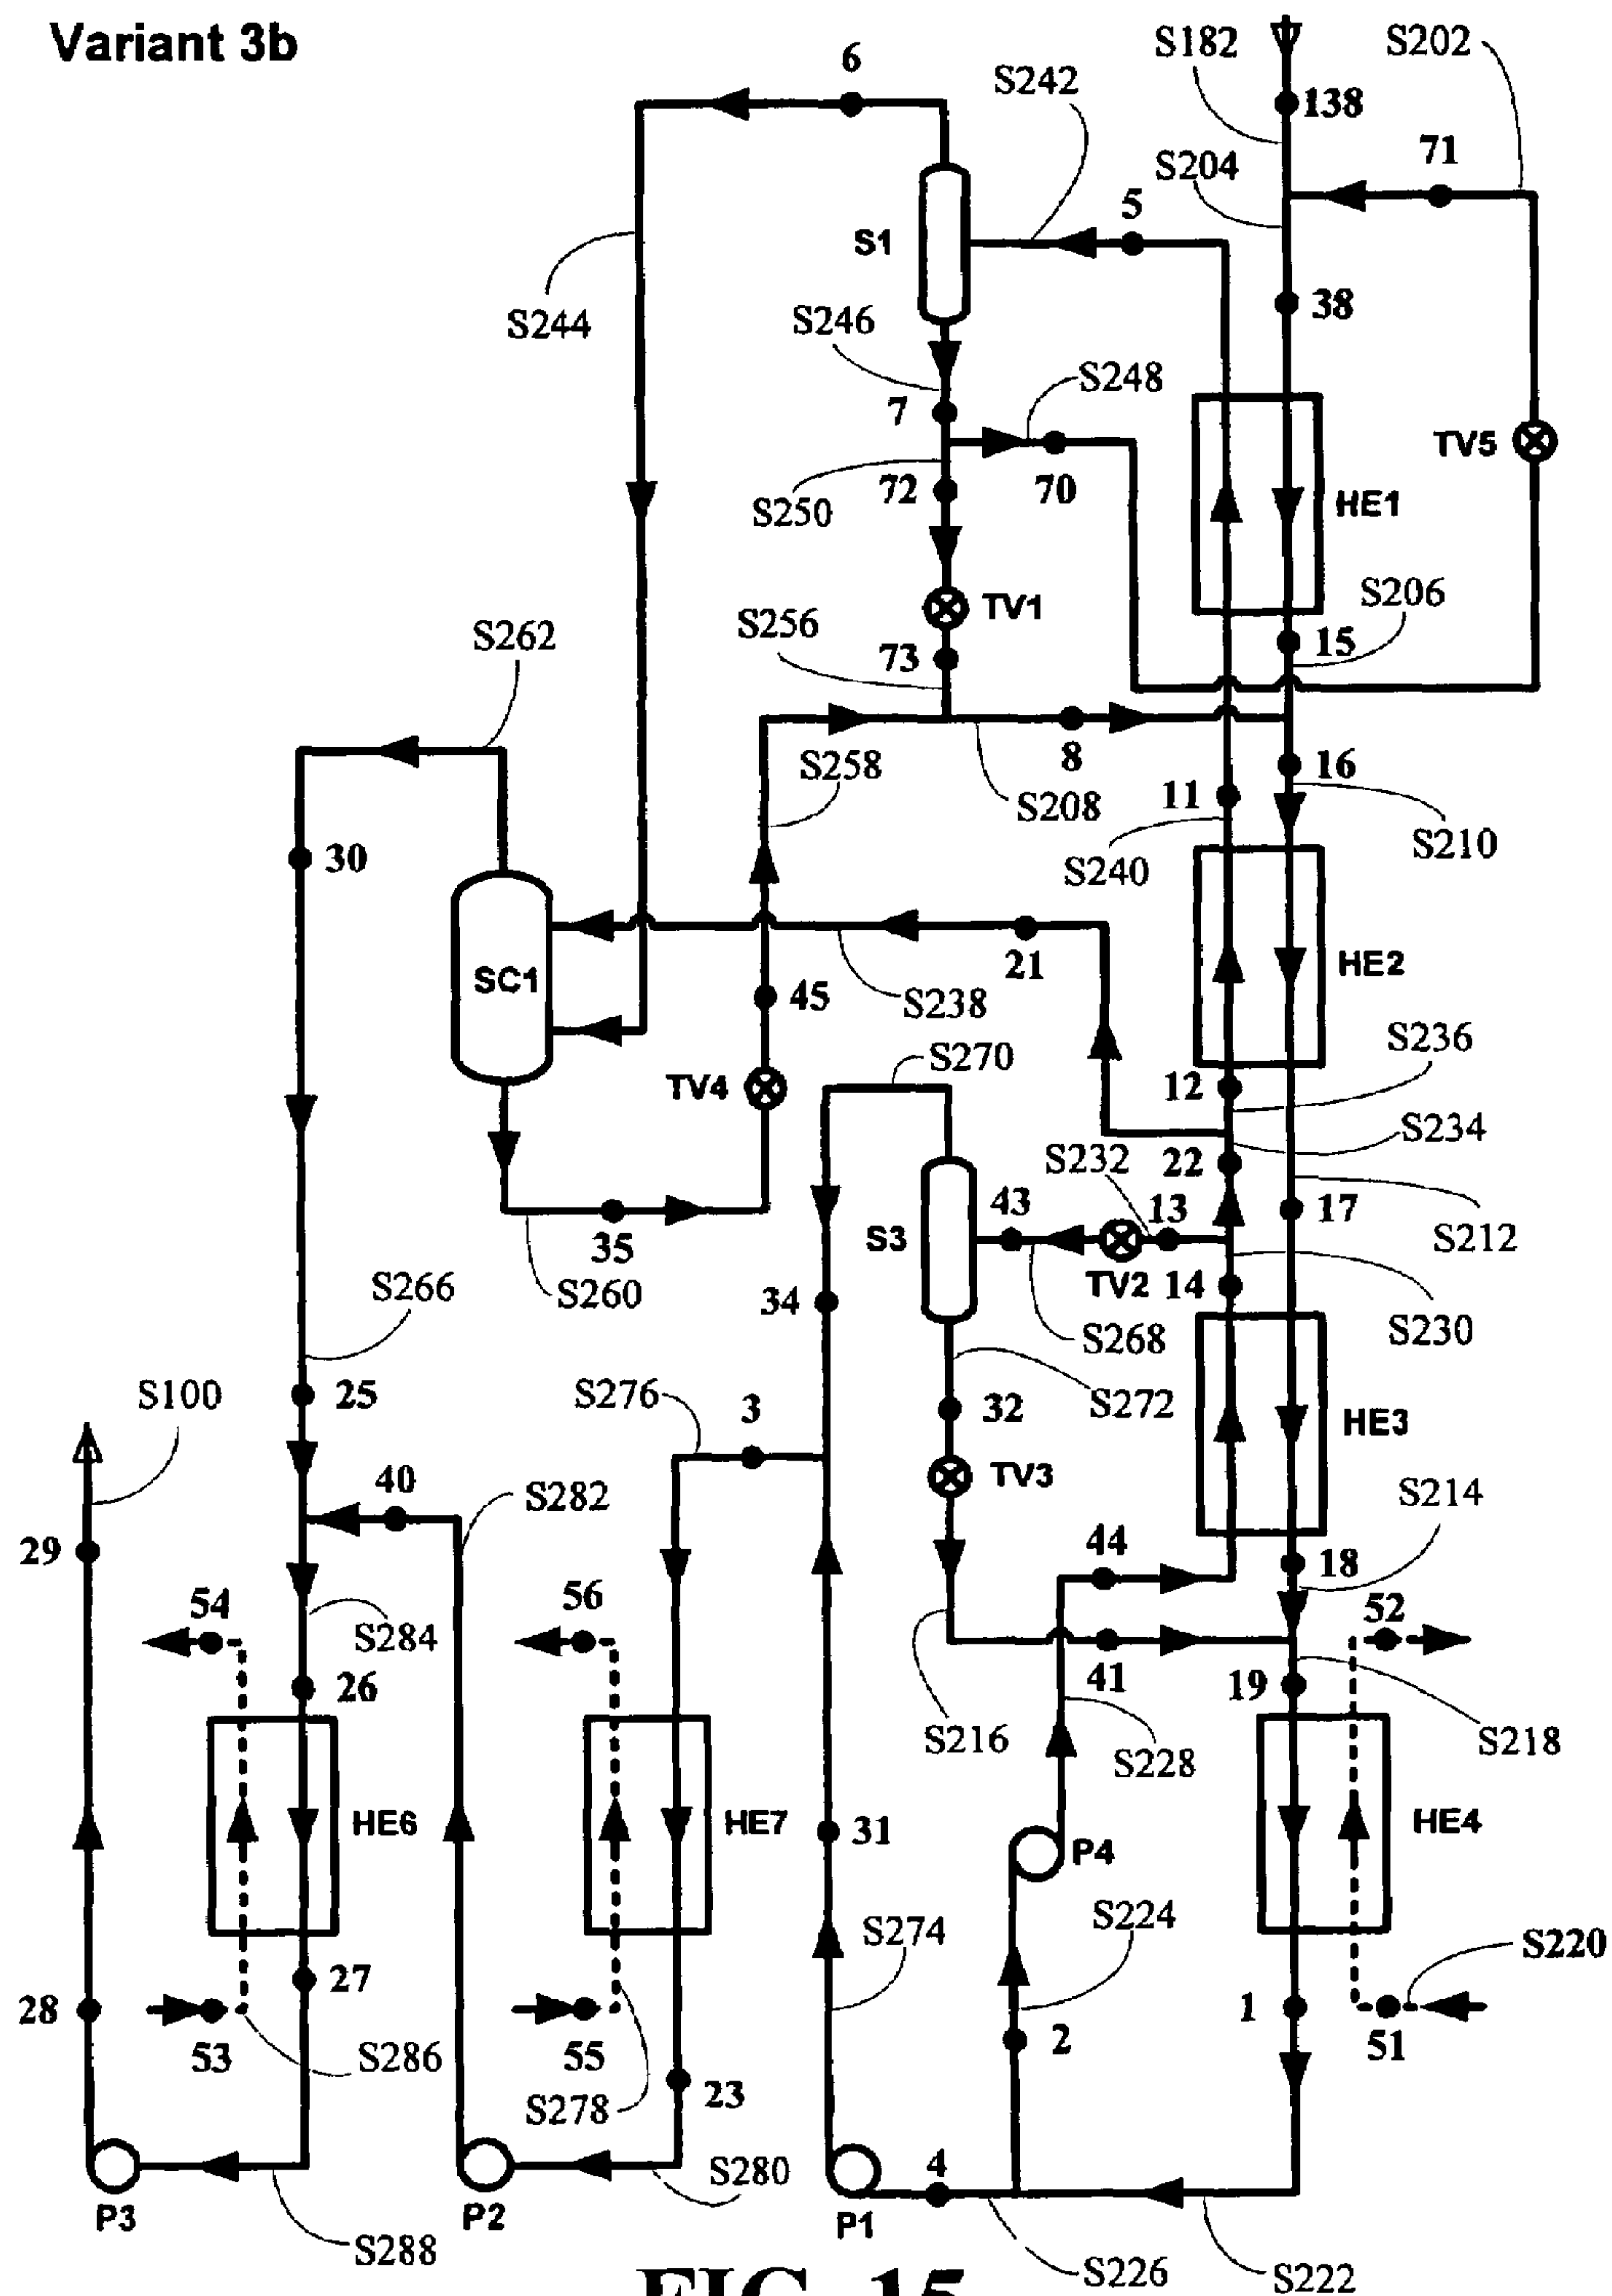 Variant 3b
6
S242
S182
S202
138
71
S204
5
S1
38
S244
S246
S248
7
TV5
72
70
S250
HE1
TV1
S206
S256
73
15
S262
8
16
S258
11
S208
S210
S240
30
HE2
SC1
21
45
S238
S236
S270
TV4
12
S234
S232
22
43
13
17
S3
35
S212
S260
TV2
14
S266
34
S268
S230
S100
25
S276
3
32
S272
HE3
TV3
40
S282
S214
29
44
18
54
56
52
S284
41
26
19
S216
S228
S218
HE6
HE7
31
P4
HE4
S274
S224
S220
27
28
1
2
53
S286
55
51
S278
23
S280
4
P3
P2
P1
S288
S226
S222
FIG. 15